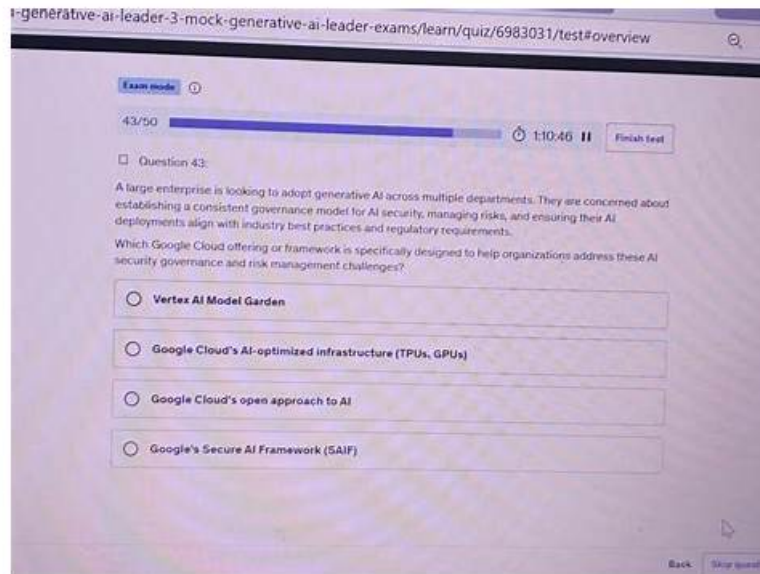 -generative-ai-leader-3-mock-generative-ai-leader-exams/learn/quiz/6983031/test#overview
Exam mode
43/50
1:10:46
Finish test
Question 43:
A large enterprise is looking to adopt generative AI across multiple departments. They are concerned about
establishing a consistent governance model for AI security, managing risks, and ensuring their AI
deployments align with industry best practices and regulatory requirements.
Which Google Cloud offering or framework is specifically designed to help organizations address these AI
security governance and risk management challenges?
Vertex AI Model Garden
Google Cloud's AI-optimized infrastructure (TPUs, GPUs)
Google Cloud's open approach to AI
Google's Secure AI Framework (SAIF)
Back
Skip quest